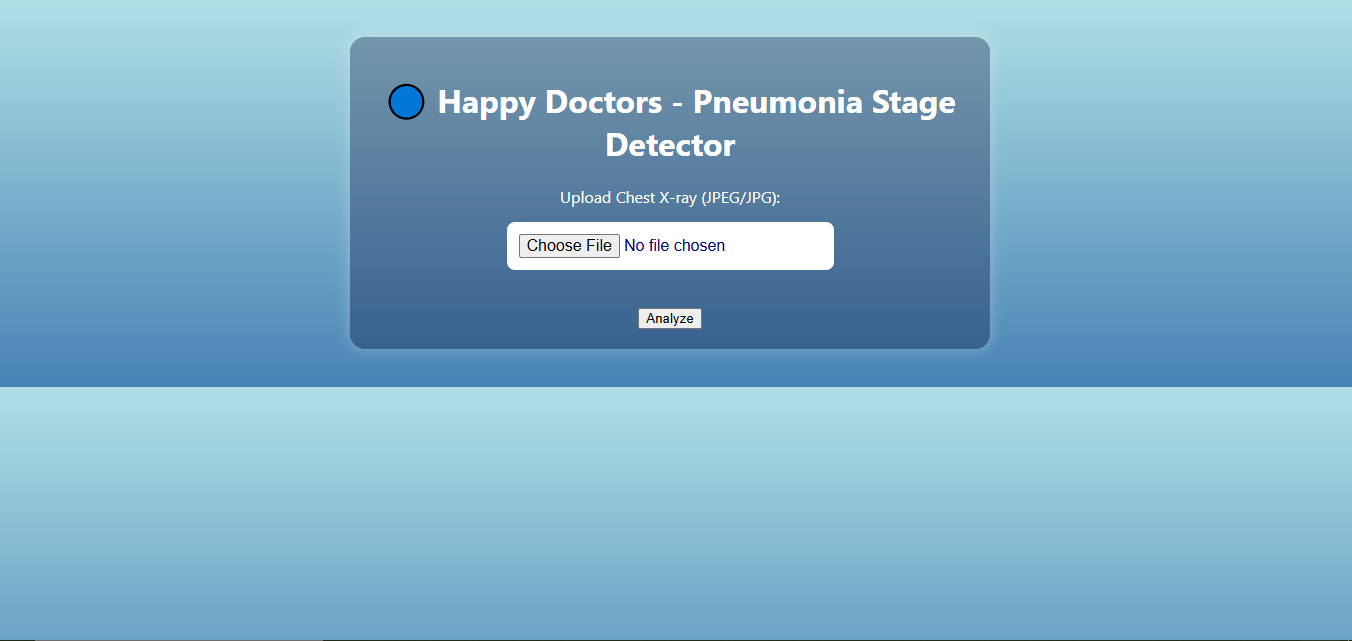 Happy Doctors - Pneumonia Stage
Detector
Upload Chest X-ray (JPEG/JPG):
Choose File No file chosen
Analyze